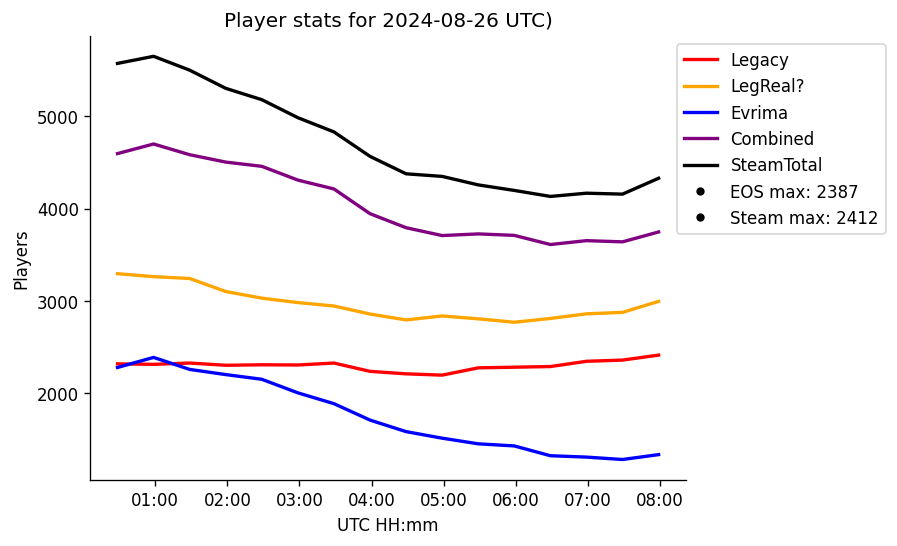 Player stats for 2024-08-26 UTC)
Legacy
LegReal?
Evrima
Combined
SteamTotal
EOS max: 2387
Steam max: 2412
5000
4000
3000
2000
Players
01:00 02:00 03:00 04:00 05:00 06:00 07:00 08:00
UTC HH:mm